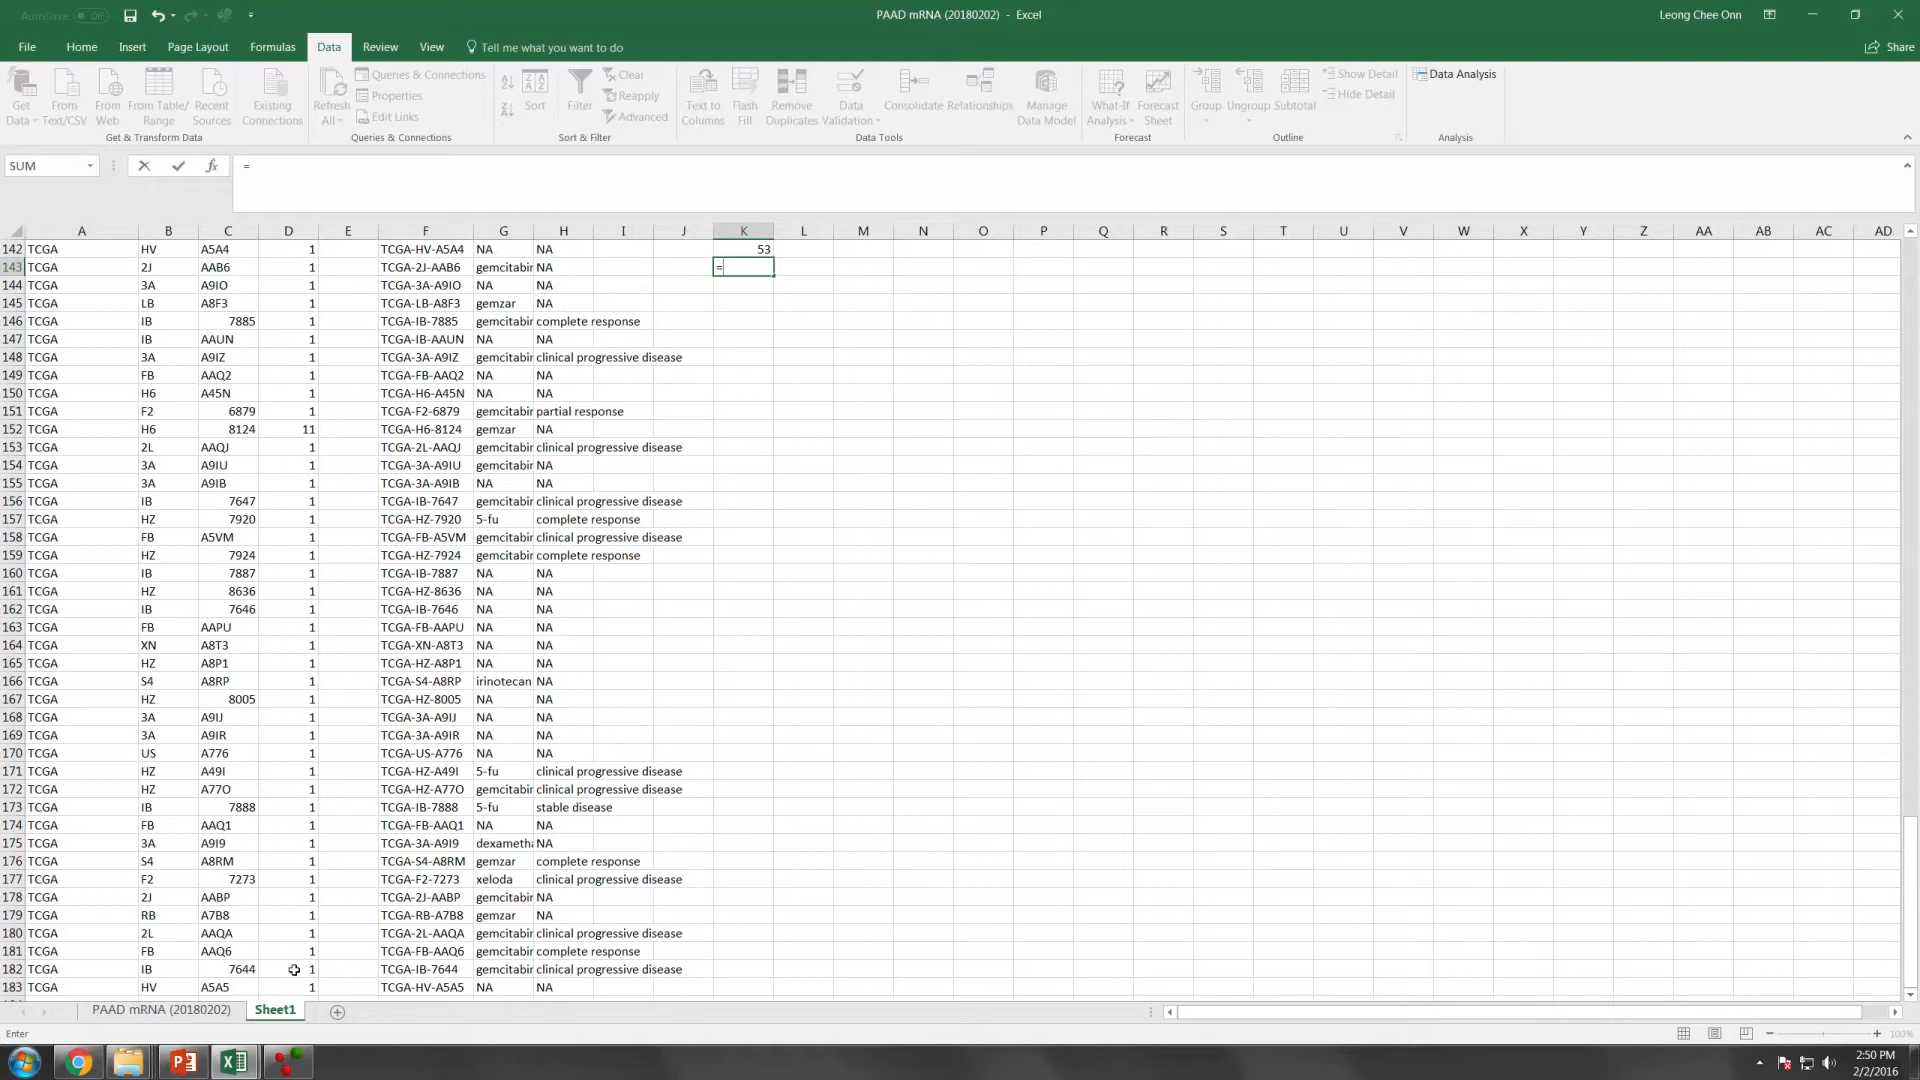 AutoSave Off PAAD mRNA (20180202) - Excel Leong Chee Onn
File Home Insert Page Layout Formulas Data Review View Tell me what you want to do Share
Get Data From Text/CSV From Web From Table/ Range Recent Sources Existing Connections Refresh All Queries & Connections Properties Edit Links Sort Filter Clear Reapply Advanced Text to Columns Flash Fill Remove Duplicates Data Validation Consolidate Relationships Manage Data Model What-If Analysis Forecast Sheet Group Ungroup Subtotal Show Detail Hide Detail Data Analysis
Get & Transform Data Queries & Connections Sort & Filter Data Tools Forecast Outline Analysis
SUM fx =
A B C D E F G H I J K L M N O P Q R S T U V W X Y Z AA AB AC AD
142 TCGA HV A5A4 1 TCGA-HV-A5A4 NA NA 53
143 TCGA 2J AAB6 1 TCGA-2J-AAB6 gemcitabin NA =
144 TCGA 3A A9IO 1 TCGA-3A-A9IO NA NA
145 TCGA LB A8F3 1 TCGA-LB-A8F3 gemzar NA
146 TCGA IB 7885 1 TCGA-IB-7885 gemcitabin complete response
147 TCGA IB AAUN 1 TCGA-IB-AAUN NA NA
148 TCGA 3A A9IZ 1 TCGA-3A-A9IZ gemcitabin clinical progressive disease
149 TCGA FB AAQ2 1 TCGA-FB-AAQ2 NA NA
150 TCGA H6 A45N 1 TCGA-H6-A45N NA NA
151 TCGA F2 6879 1 TCGA-F2-6879 gemcitabin partial response
152 TCGA H6 8124 11 TCGA-H6-8124 gemzar NA
153 TCGA 2L AAQJ 1 TCGA-2L-AAQJ gemcitabin clinical progressive disease
154 TCGA 3A A9IU 1 TCGA-3A-A9IU gemcitabin NA
155 TCGA 3A A9IB 1 TCGA-3A-A9IB NA NA
156 TCGA IB 7647 1 TCGA-IB-7647 gemcitabin clinical progressive disease
157 TCGA HZ 7920 1 TCGA-HZ-7920 5-fu complete response
158 TCGA FB A5VM 1 TCGA-FB-A5VM gemcitabin clinical progressive disease
159 TCGA HZ 7924 1 TCGA-HZ-7924 gemcitabin complete response
160 TCGA IB 7887 1 TCGA-IB-7887 NA NA
161 TCGA HZ 8636 1 TCGA-HZ-8636 NA NA
162 TCGA IB 7646 1 TCGA-IB-7646 NA NA
163 TCGA FB AAPU 1 TCGA-FB-AAPU NA NA
164 TCGA XN A8T3 1 TCGA-XN-A8T3 NA NA
165 TCGA HZ A8P1 1 TCGA-HZ-A8P1 NA NA
166 TCGA S4 A8RP 1 TCGA-S4-A8RP irinotecan NA
167 TCGA HZ 8005 1 TCGA-HZ-8005 NA NA
168 TCGA 3A A9IJ 1 TCGA-3A-A9IJ NA NA
169 TCGA 3A A9IR 1 TCGA-3A-A9IR NA NA
170 TCGA US A776 1 TCGA-US-A776 NA NA
171 TCGA HZ A49I 1 TCGA-HZ-A49I 5-fu clinical progressive disease
172 TCGA HZ A77O 1 TCGA-HZ-A77O gemcitabin clinical progressive disease
173 TCGA IB 7888 1 TCGA-IB-7888 5-fu stable disease
174 TCGA FB AAQ1 1 TCGA-FB-AAQ1 NA NA
175 TCGA 3A A9I9 1 TCGA-3A-A9I9 dexametha NA
176 TCGA S4 A8RM 1 TCGA-S4-A8RM gemzar complete response
177 TCGA F2 7273 1 TCGA-F2-7273 xeloda clinical progressive disease
178 TCGA 2J AABP 1 TCGA-2J-AABP gemcitabin NA
179 TCGA RB A7B8 1 TCGA-RB-A7B8 gemzar NA
180 TCGA 2L AAQA 1 TCGA-2L-AAQA gemcitabin clinical progressive disease
181 TCGA FB AAQ6 1 TCGA-FB-AAQ6 gemcitabin complete response
182 TCGA IB 7644 1 TCGA-IB-7644 gemcitabin clinical progressive disease
183 TCGA HV A5A5 1 TCGA-HV-A5A5 NA NA
PAAD mRNA (20180202) Sheet1
Enter 100%
2:50 PM
2/2/2016